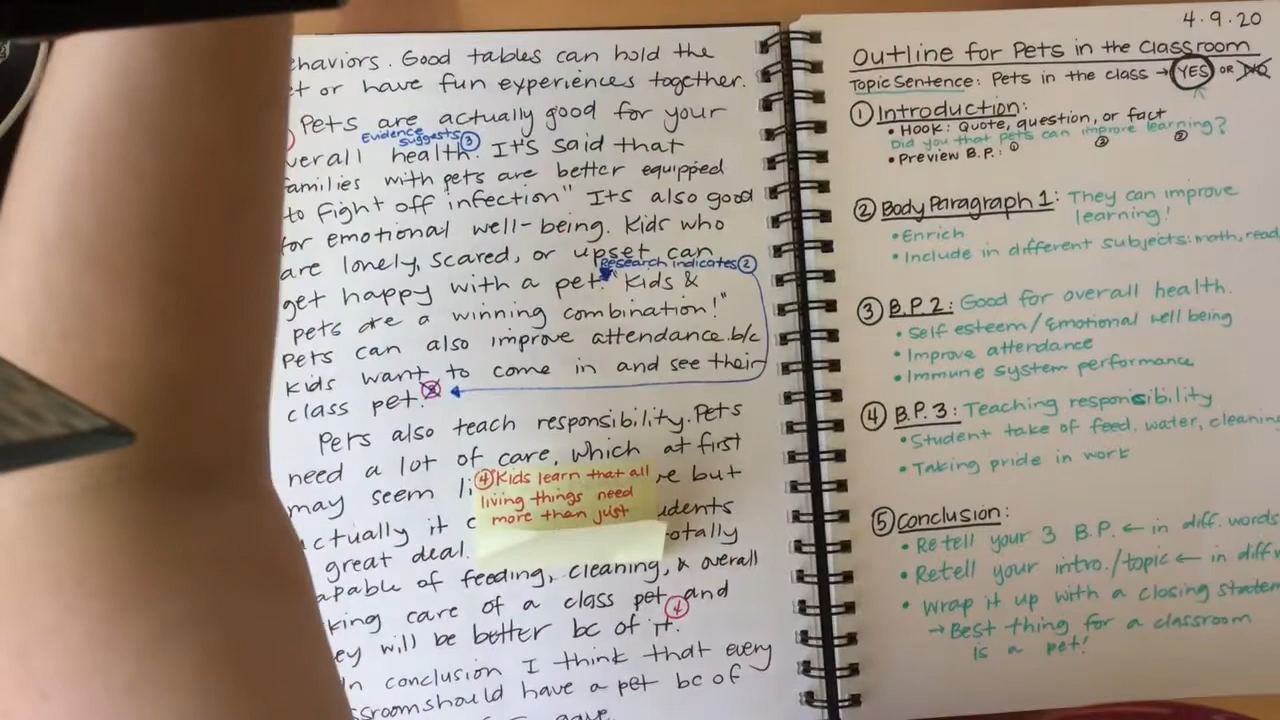 haviors. Good tables can hold the
t or have fun experiences together.
Pets are actually good for your
Evidence suggests ③
verall health. It's said that
families with pets are better equipped
to fight off infection" Its also good
for emotional well-being. Kids who
are lonely, scared, or upset can
Research indicates ②
get happy with a pet. "Kids &
pets are a winning combination!"
Pets can also improve attendance b/c
kids want to come in and see their
class pet.
Pets also teach responsibility. Pets
need a lot of care, which at first
may seem li re but
④ Kids learn that all
living things need
more than just
ctually it c udents
great deal. otally
apable of feeding, cleaning, & overall
king care of a class pet and
ey will be better bc of it. ④
n conclusion I think that every
ssroom should have a pet bc of
gave
4.9.20
Outline for Pets in the Classroom
Topic Sentence: Pets in the class → YES or NO
① Introduction:
• Hook: Quote, question, or fact
Did you that pets can improve learning?
• Preview B.P.: ① ② ②
② Body Paragraph 1: They can improve
learning!
• Enrich
• Include in different subjects: math, read
③ B.P.2: Good for overall health.
• Self esteem/Emotional well being
• Improve attendance
• Immune system performance
④ B.P.3: Teaching responsibility
• Student take of feed, water, cleaning
• Taking pride in work
⑤ Conclusion:
• Retell your 3 B.P. ← in diff. words
• Retell your intro./topic ← in diff
• Wrap it up with a closing statem
→ Best thing for a classroom
is a pet!